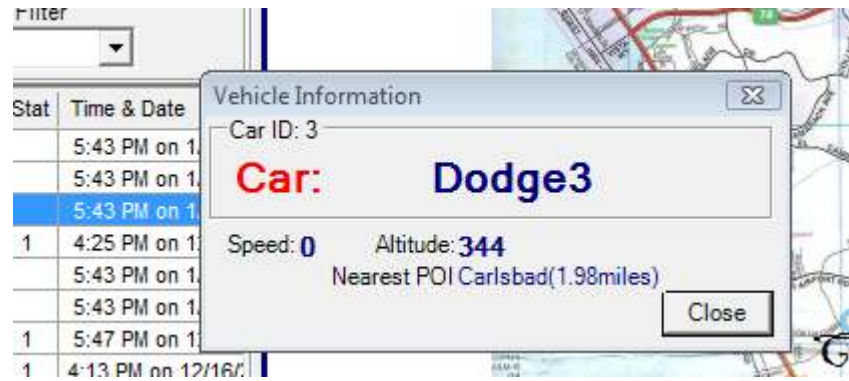 Filter
Stat Time & Date
5:43 PM on 1
5:43 PM on 1
5:43 PM on 1
1 4:25 PM on 1
5:43 PM on 1
5:43 PM on 1
1 5:47 PM on 1
1 4:13 PM on 12/16/
Vehicle Information
Car ID: 3
Car: Dodge3
Speed: 0 Altitude: 344
Nearest POI Carlsbad(1.98miles)
Close
78